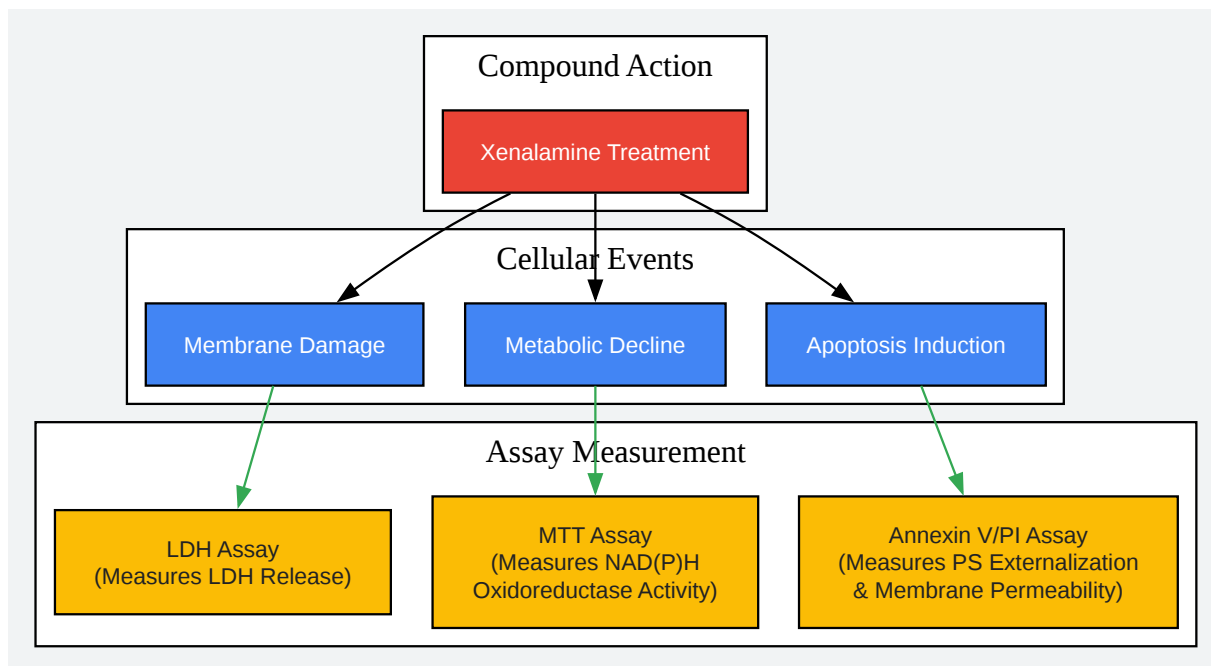 Compound Action
Xenalamine Treatment
Cellular Events
Membrane Damage
Metabolic Decline
Apoptosis Induction
Assay Measurement
LDH Assay
(Measures LDH Release)
MTT Assay
(Measures NAD(P)H
Oxidoreductase Activity)
Annexin V/PI Assay
(Measures PS Externalization
& Membrane Permeability)